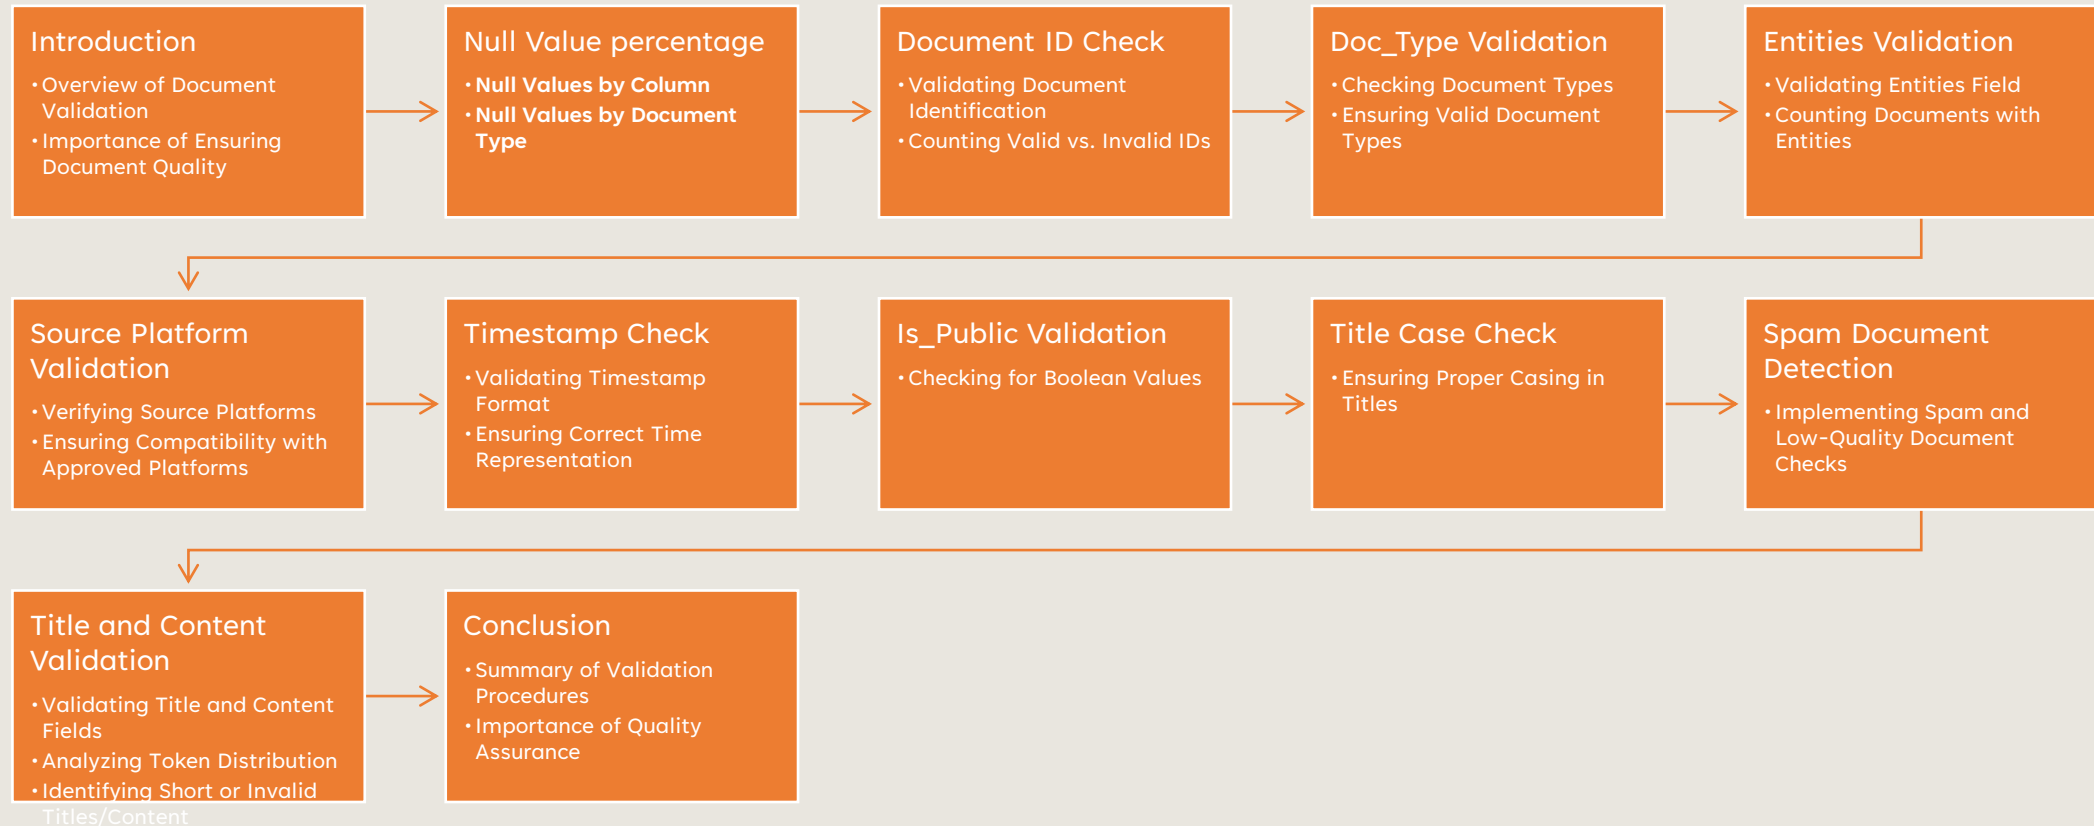 Introduction
• Overview of Document
Validation
• Importance of Ensuring
Document Quality
Null Value percentage
• Null Values by Column
• Null Values by Document
Type
Document ID Check
• Validating Document
Identification
• Counting Valid vs. Invalid IDs
Doc_Type Validation
• Checking Document Types
• Ensuring Valid Document
Types
Entities Validation
• Validating Entities Field
• Counting Documents with
Entities
Source Platform
Validation
• Verifying Source Platforms
• Ensuring Compatibility with
Approved Platforms
Timestamp Check
• Validating Timestamp
Format
• Ensuring Correct Time
Representation
Is_Public Validation
• Checking for Boolean Values
Title Case Check
• Ensuring Proper Casing in
Titles
Spam Document
Detection
• Implementing Spam and
Low-Quality Document
Checks
Title and Content
Validation
• Validating Title and Content
Fields
• Analyzing Token Distribution
• Identifying Short or Invalid
Titles/Content
Conclusion
• Summary of Validation
Procedures
• Importance of Quality
Assurance